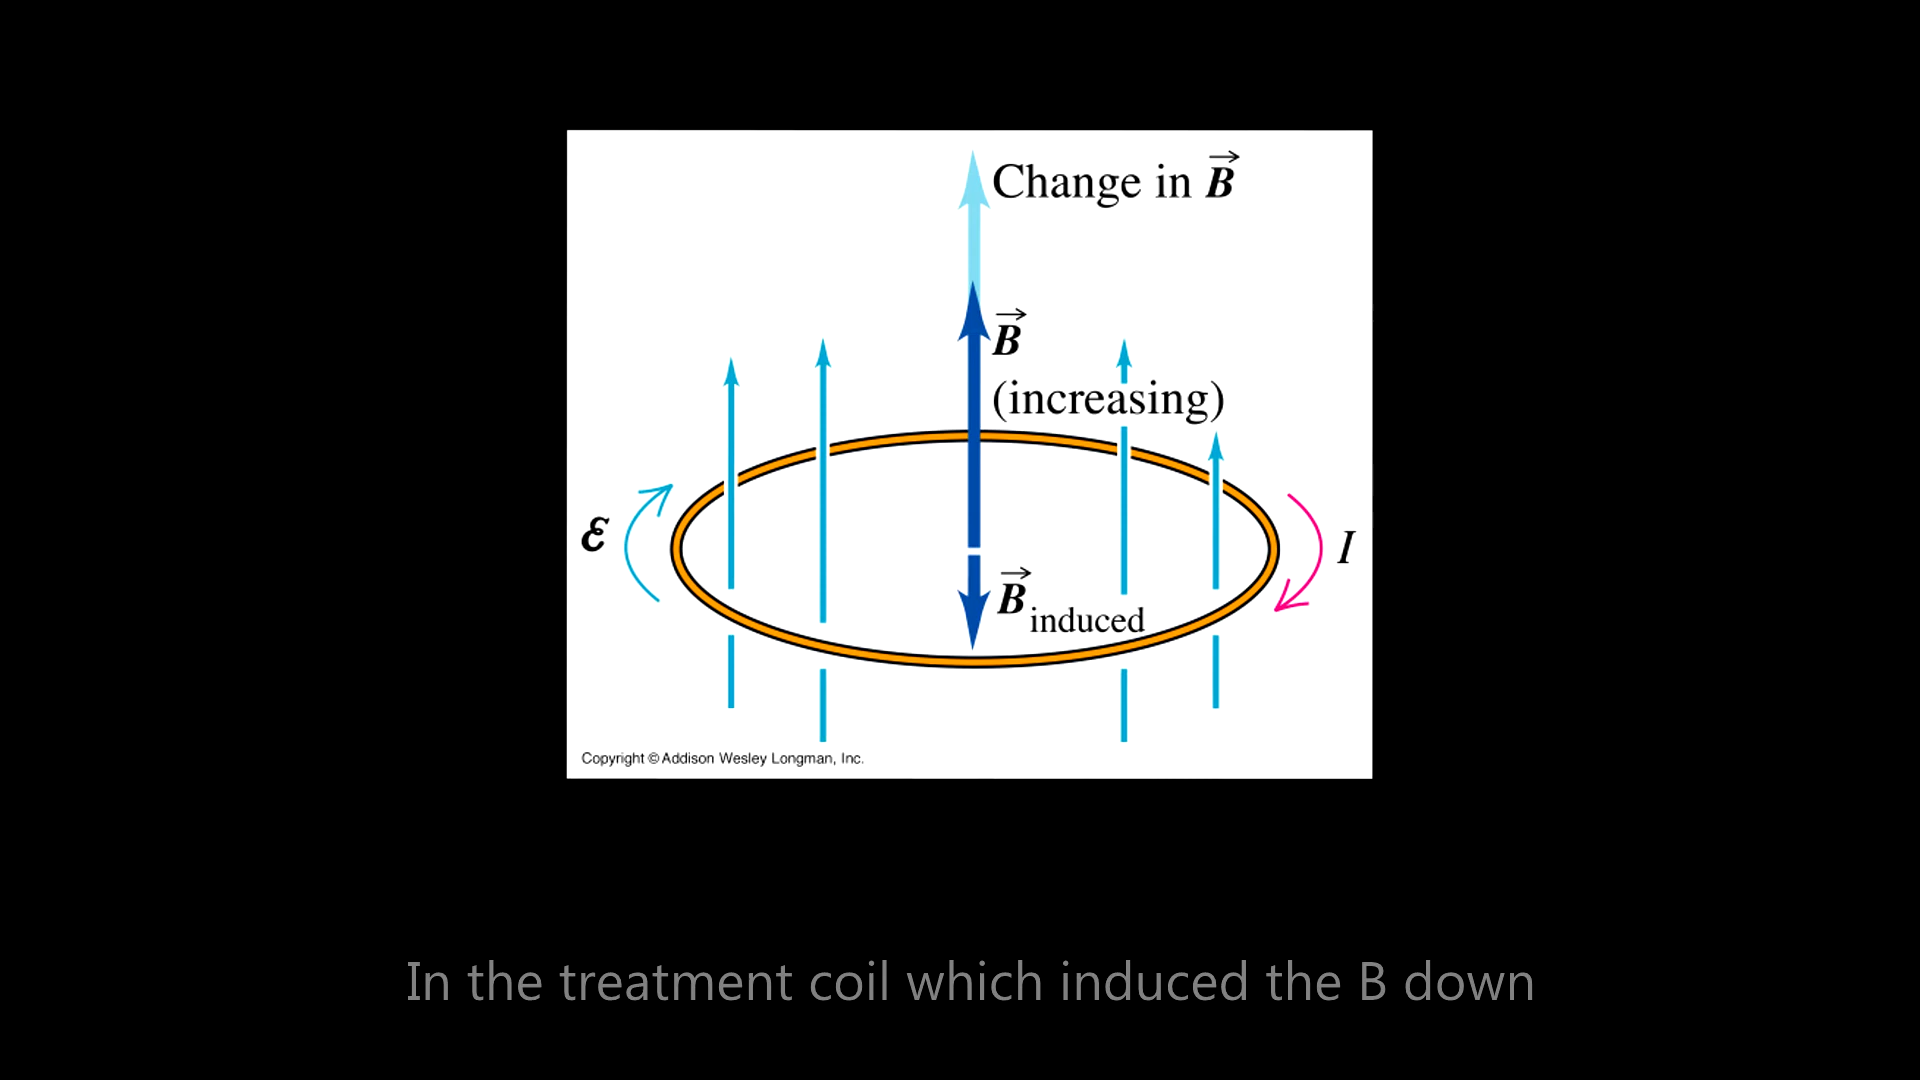 Change in B
B
(increasing)
ℰ
I
B induced
Copyright © Addison Wesley Longman, Inc.
In the treatment coil which induced the B down